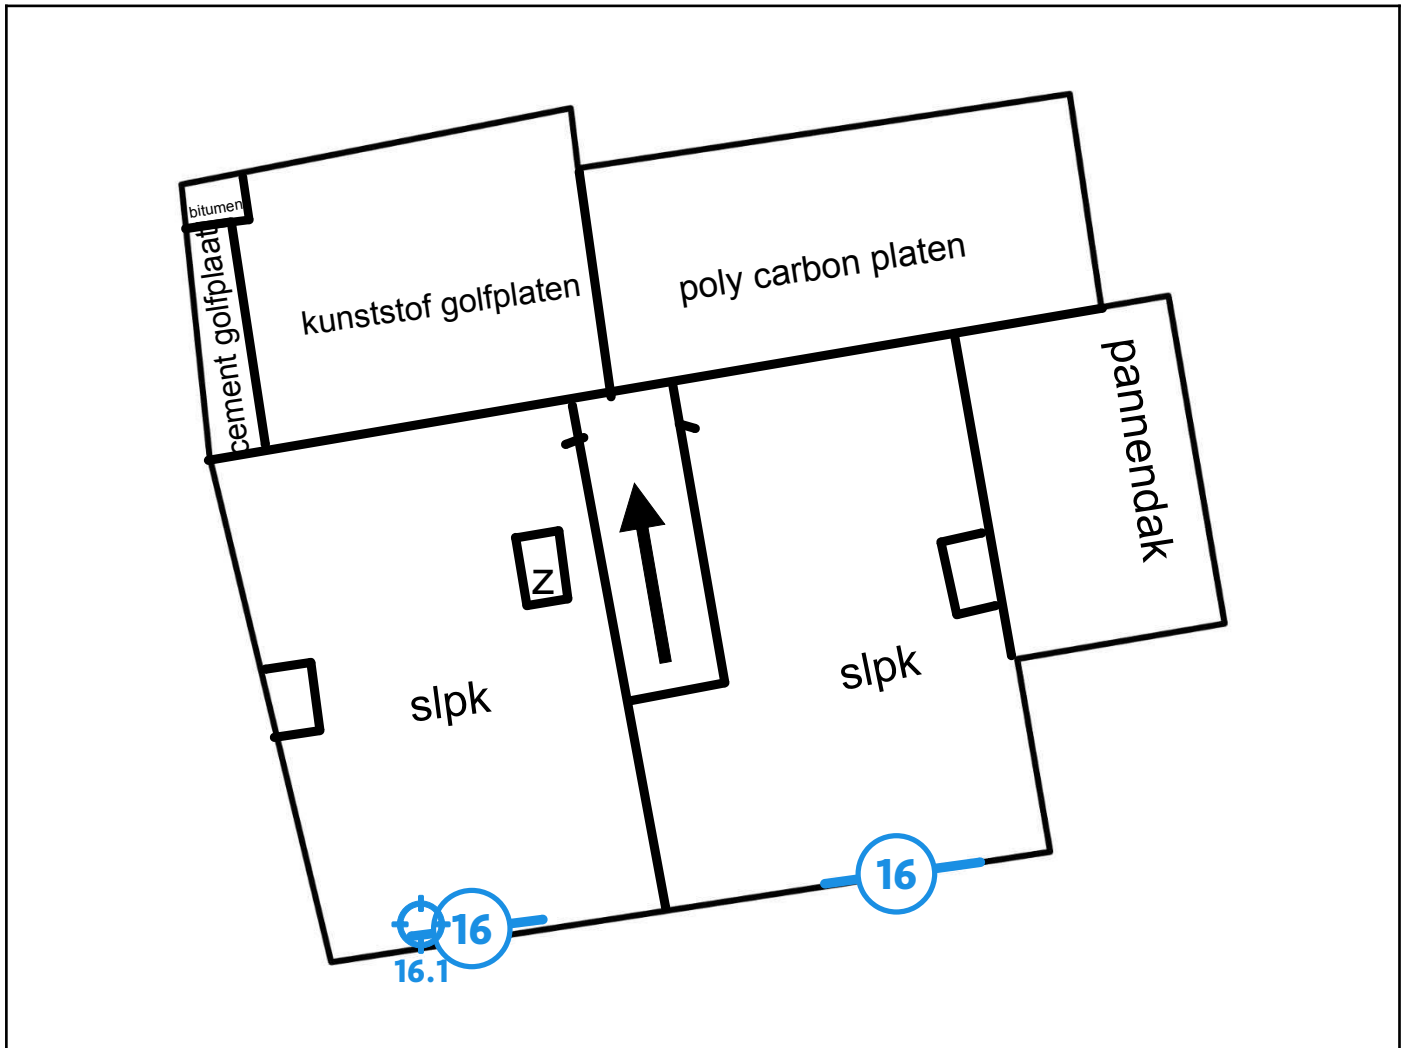 bitumen
cement golfplaat
kunststof golfplaten
poly carbon platen
pannendak
z
slpk
slpk
16
16
16.1